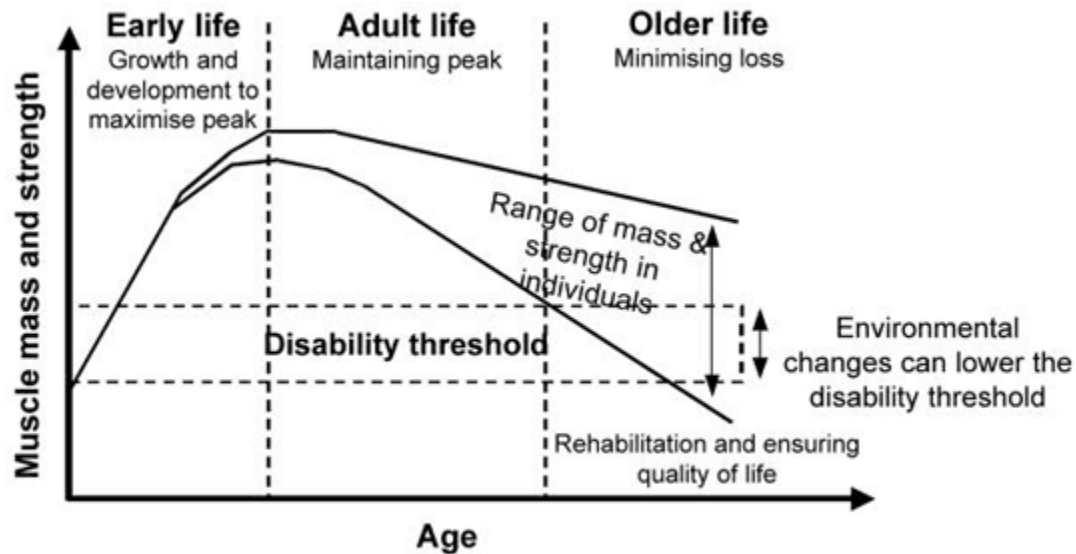 Early life
Growth and
development to
maximise peak
Adult life
Maintaining peak
Older life
Minimising loss
Muscle mass and strength
Range of mass &
strength in
individuals
Disability threshold
Environmental
changes can lower the
disability threshold
Rehabilitation and ensuring
quality of life
Age